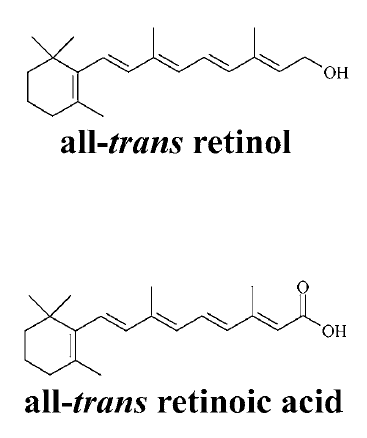 OH
all-trans retinol
O
OH
all-trans retinoic acid